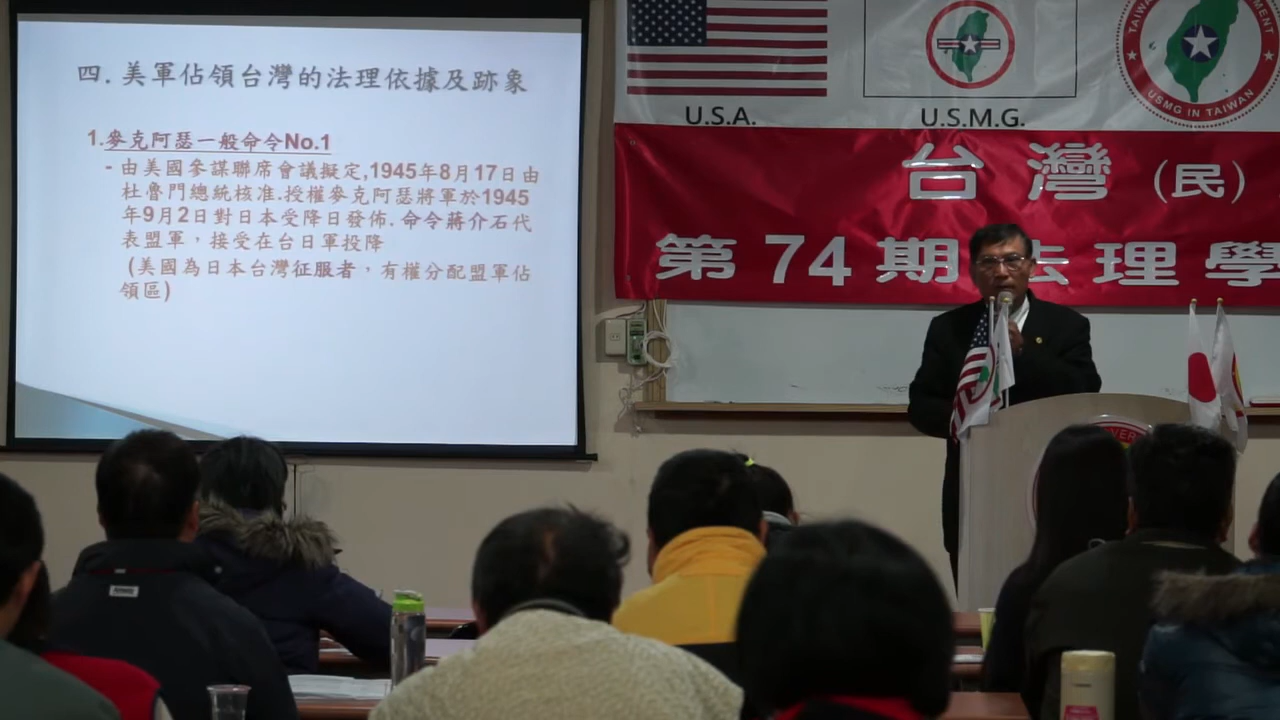 四. 美軍佔領台灣的法理依據及跡象
1.麥克阿瑟一般命令No.1
- 由美國參謀聯席會議擬定,1945年8月17日由
杜魯門總統核准.授權麥克阿瑟將軍於1945
年9月2日對日本受降日發佈. 命令蔣介石代
表盟軍，接受在台日軍投降
(美國為日本台灣征服者，有權分配盟軍佔
領區)
U.S.A.
U.S.M.G.
USMG IN TAIWAN
台灣(民)
第74期法理學